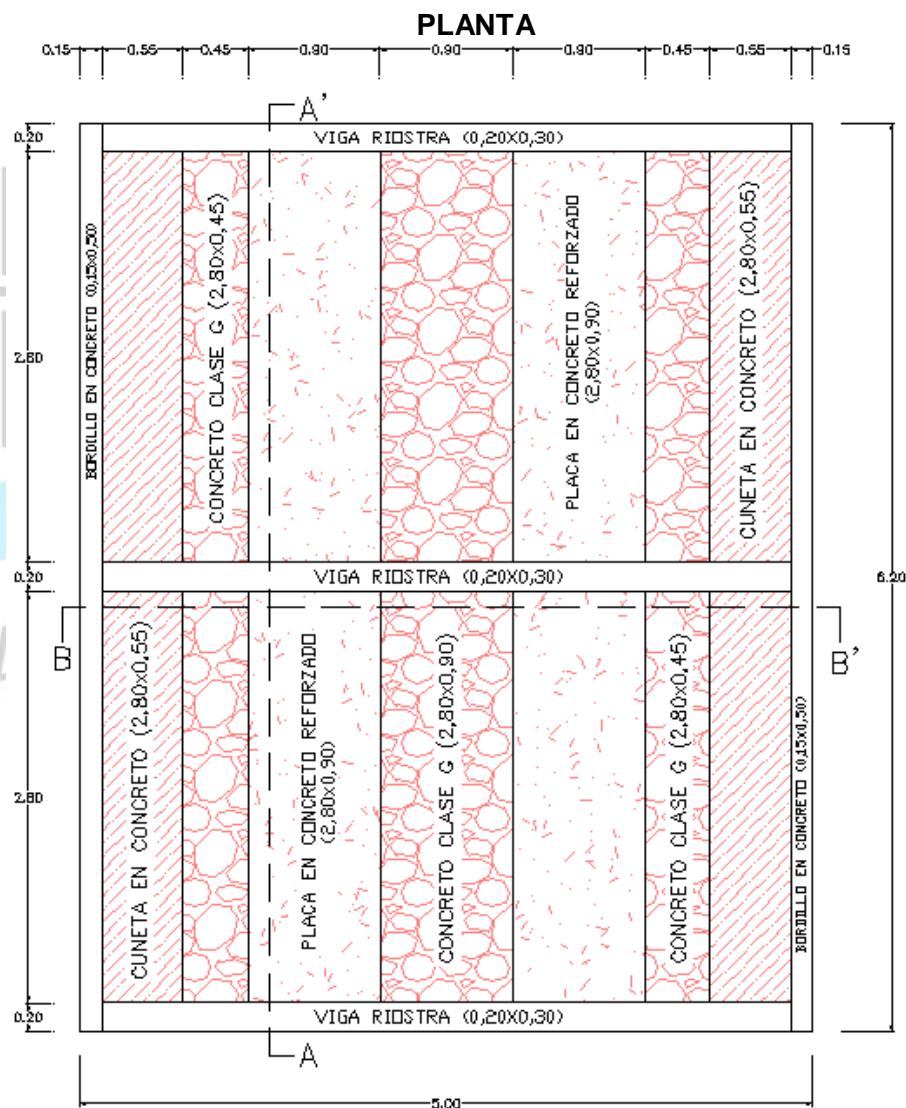 PLANTA
0.15 0.55 0.45 0.90 0.90 0.90 0.45 0.55 0.15
A'
0.20
VIGA RIOSTRA (0,20X0,30)
BORDILLO EN CONCRETO (0,15x0,50)
CONCRETO CLASE G (2,80x0,45)
PLACA EN CONCRETO REFORZADO
(2,80x0,90)
CUNETA EN CONCRETO (2,80x0,55)
2.80
0.20
VIGA RIOSTRA (0,20X0,30)
6.20
B
B'
CUNETA EN CONCRETO (2,80x0,55)
PLACA EN CONCRETO REFORZADO
(2,80x0,90)
CONCRETO CLASE G (2,80x0,90)
CONCRETO CLASE G (2,80x0,45)
BORDILLO EN CONCRETO (0,15x0,50)
2.80
0.20
VIGA RIOSTRA (0,20X0,30)
A
5.00